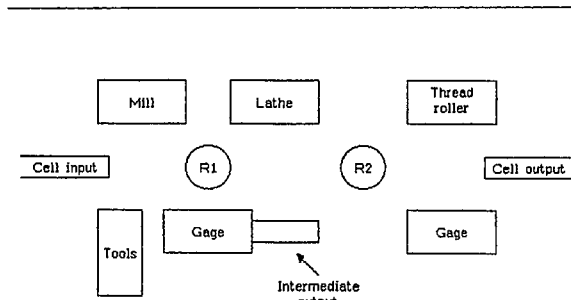 Mill
Lathe
Thread
roller
Cell input
R1
R2
Cell output
Tools
Gage
Gage
Intermediate